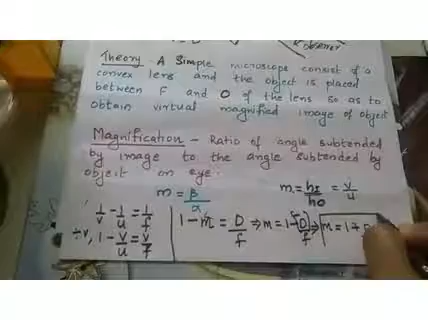 observer
Theory - A Simple microscope consist of a
convex lens and the object is placed
between F and O of the lens so as to
obtain virtual magnified image of object
Magnification - Ratio of angle subtended
by image to the angle subtended by
object on eye.
m = β/α
m = hI/ho = v/u
1/v - 1/u = 1/f
÷v, 1 - v/u = v/f
1 - m = D/f ⇒ m = 1 - [D/f] ⇒ m = 1 +